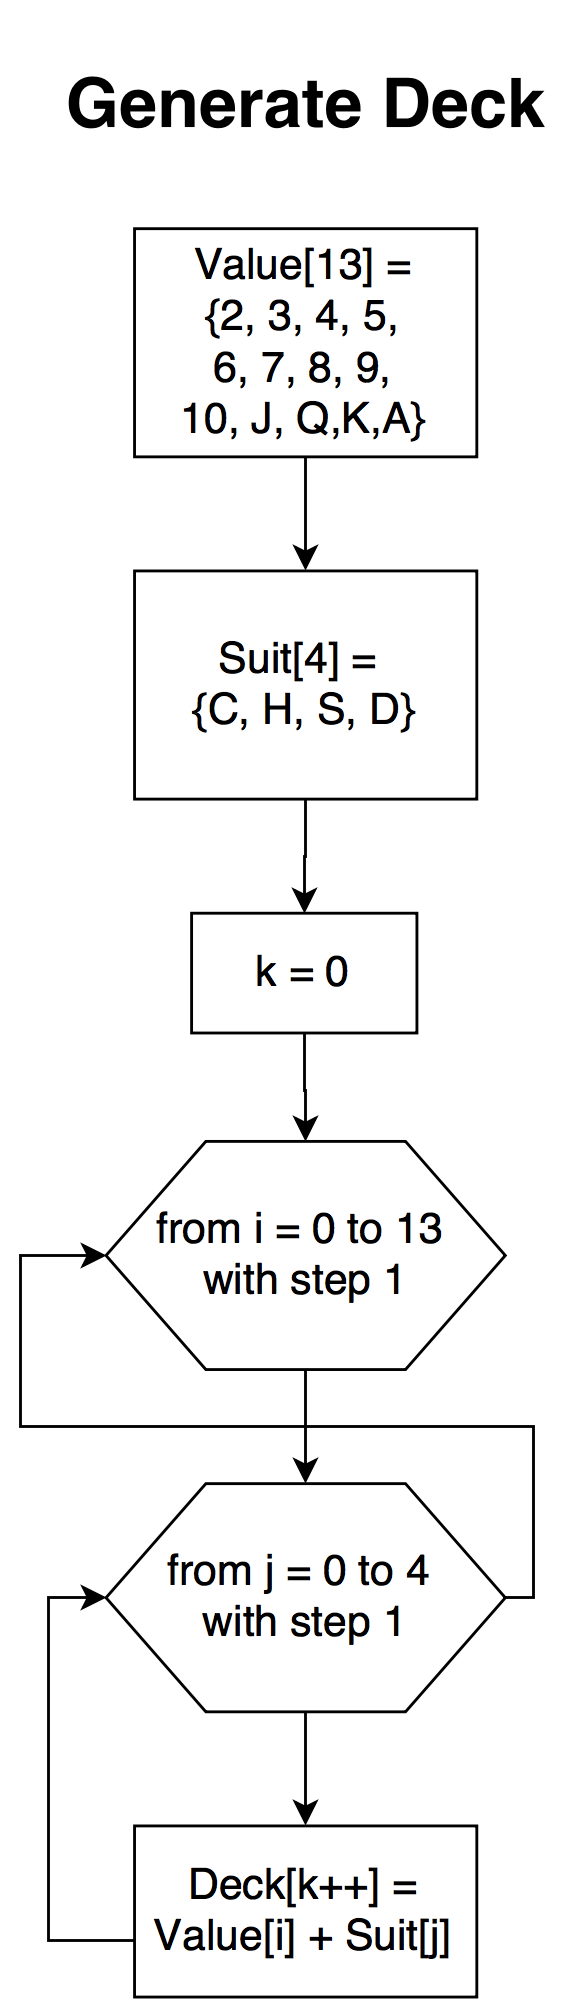 Generate Deck
Value[13] =
{2, 3, 4, 5,
6, 7, 8, 9,
10, J, Q,K,A}
Suit[4] =
{C, H, S, D}
k = 0
from i = 0 to 13
with step 1
from j = 0 to 4
with step 1
Deck[k++] =
Value[i] + Suit[j]